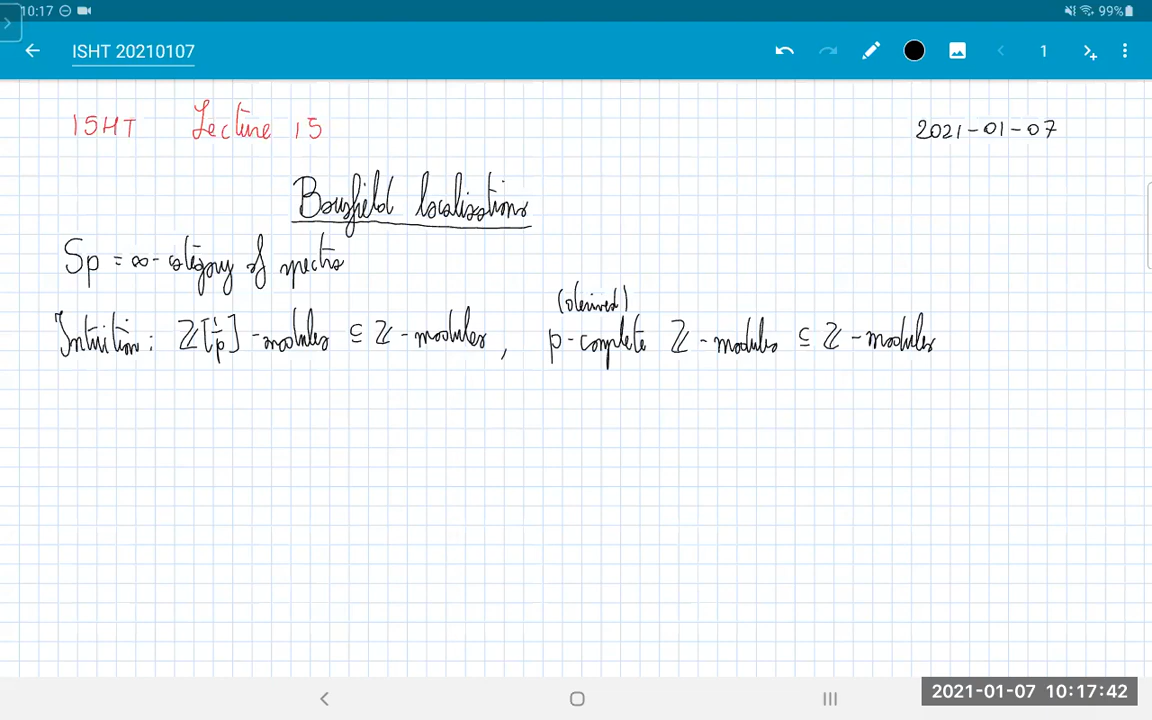 10:17 99%
ISHT 20210107 1
ISHT Lecture 15 2021-01-07
Bousfield localisations
Sp = ∞-category of spectra
(derived)
Intuition: ℤ[1/p]-modules ⊆ ℤ-modules, p-complete ℤ-modules ⊆ ℤ-modules
2021-01-07 10:17:42